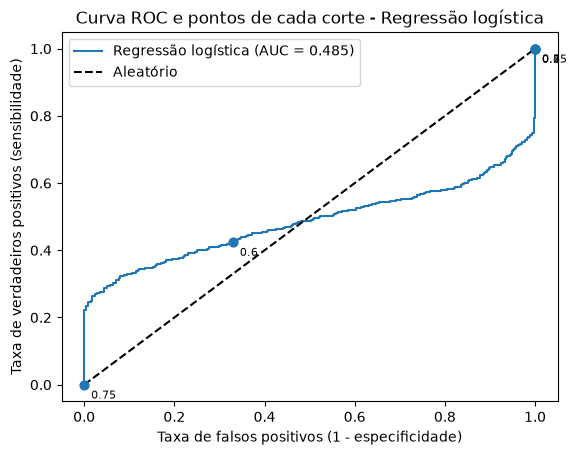 Curva ROC e pontos de cada corte - Regressão logística
Regressão logística (AUC = 0.485)
Aleatório
Taxa de verdadeiros positivos (sensibilidade)
1.0
0.8
0.6
0.4
0.2
0.0
0.6
0.75
0.0
0.2
0.4
0.6
0.8
1.0
Taxa de falsos positivos (1 - especificidade)